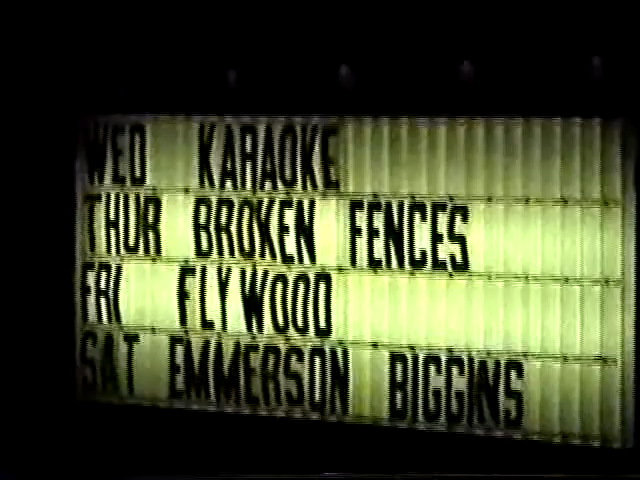 WED KARAOKE
THUR BROKEN FENCES
FRI FLYWOOD
SAT EMMERSON BIGGINS